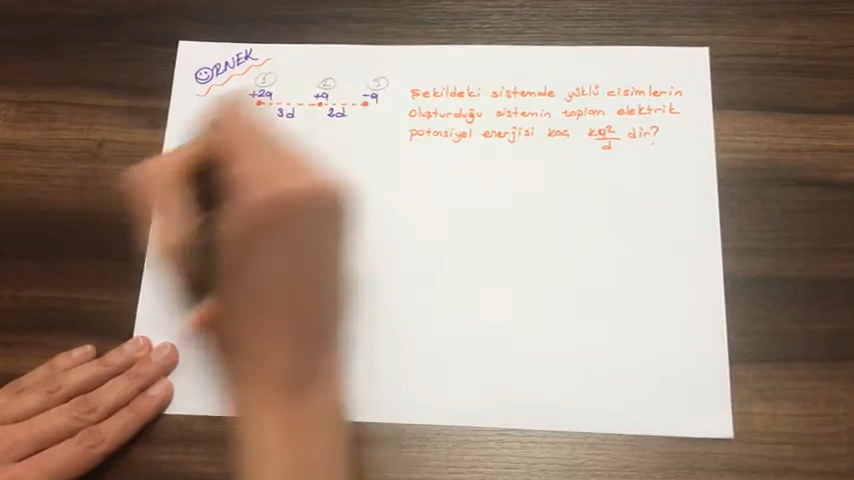 ÖRNEK
1 2 3
+2q +q -q
3d 2d
Şekildeki sistemde yüklü cisimlerin
oluşturduğu sistemin toplam elektrik
potansiyel enerjisi kaç kq²/d dir?